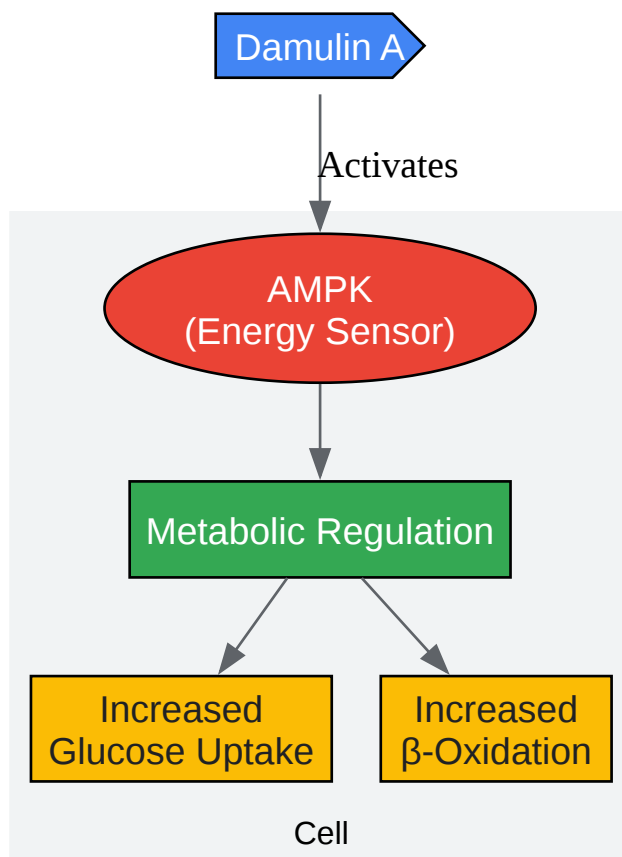 Damulin A
Activates
AMPK
(Energy Sensor)
Metabolic Regulation
Increased
Glucose Uptake
Increased
β-Oxidation
Cell